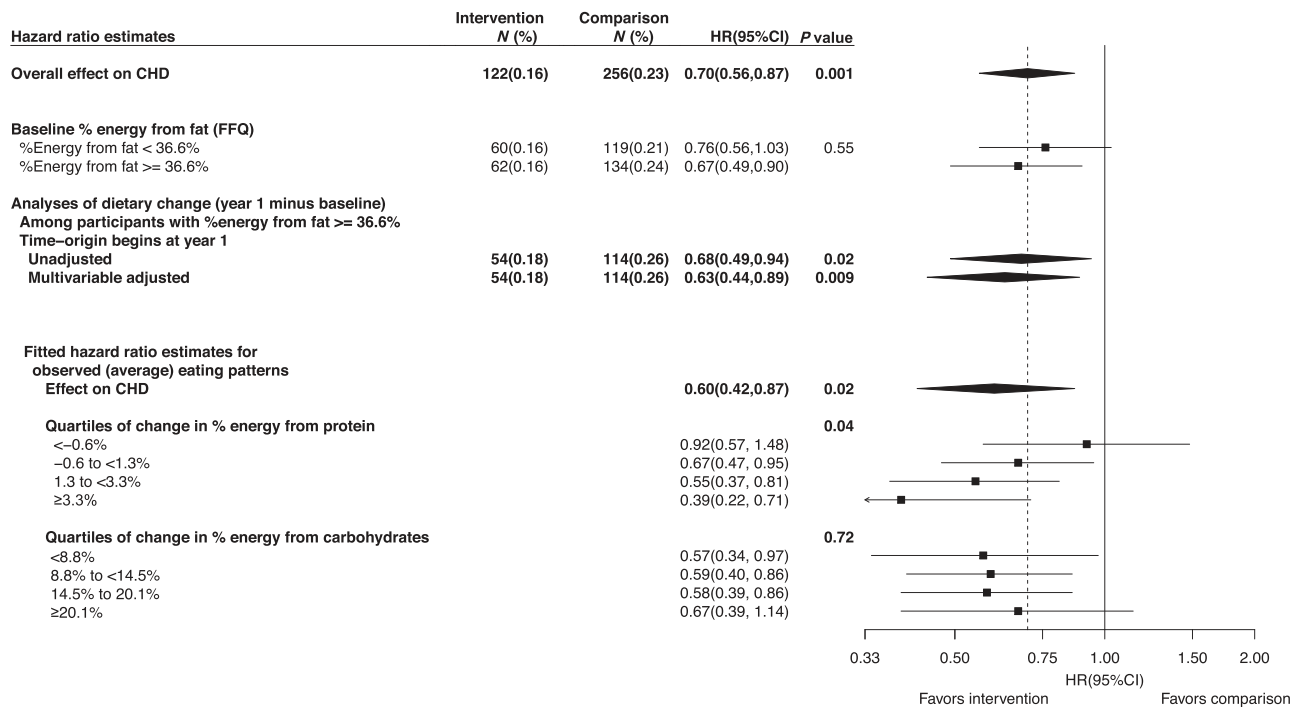 Intervention Comparison
Hazard ratio estimates N (%) N (%) HR(95%CI) P value
Overall effect on CHD 122(0.16) 256(0.23) 0.70(0.56,0.87) 0.001
Baseline % energy from fat (FFQ)
%Energy from fat < 36.6% 60(0.16) 119(0.21) 0.76(0.56,1.03) 0.55
%Energy from fat >= 36.6% 62(0.16) 134(0.24) 0.67(0.49,0.90)
Analyses of dietary change (year 1 minus baseline)
Among participants with %energy from fat >= 36.6%
Time−origin begins at year 1
Unadjusted 54(0.18) 114(0.26) 0.68(0.49,0.94) 0.02
Multivariable adjusted 54(0.18) 114(0.26) 0.63(0.44,0.89) 0.009
Fitted hazard ratio estimates for
observed (average) eating patterns
Effect on CHD 0.60(0.42,0.87) 0.02
Quartiles of change in % energy from protein 0.04
<−0.6% 0.92(0.57, 1.48)
−0.6 to <1.3% 0.67(0.47, 0.95)
1.3 to <3.3% 0.55(0.37, 0.81)
≥3.3% 0.39(0.22, 0.71)
Quartiles of change in % energy from carbohydrates 0.72
<8.8% 0.57(0.34, 0.97)
8.8% to <14.5% 0.59(0.40, 0.86)
14.5% to 20.1% 0.58(0.39, 0.86)
≥20.1% 0.67(0.39, 1.14)
0.33 0.50 0.75 1.00 1.50 2.00
HR(95%CI)
Favors intervention Favors comparison